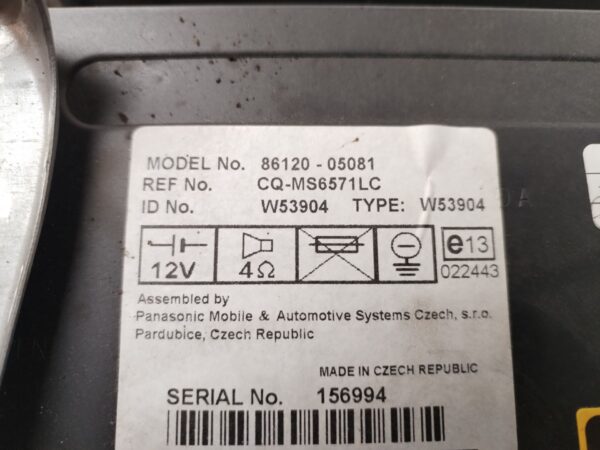 MODEL No. 86120 - 05081
REF No. CQ-MS6571LC
ID No. W53904 TYPE: W53904
12V 4Ω e13
022443
Assembled by
Panasonic Mobile & Automotive Systems Czech, s.r.o.
Pardubice, Czech Republic
MADE IN CZECH REPUBLIC
SERIAL No. 156994